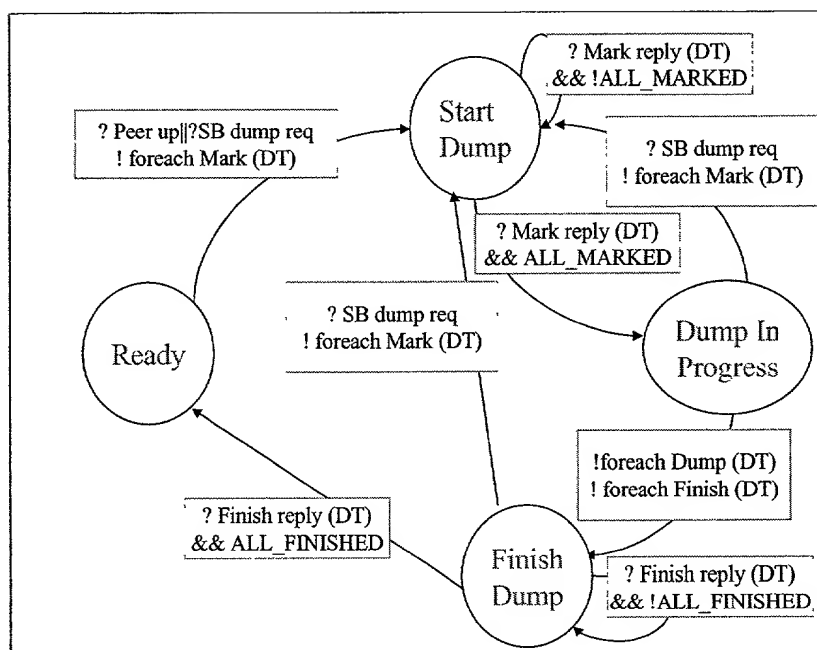 ? Mark reply (DT)
&& !ALL_MARKED
Start
Dump
? Peer up||?SB dump req
! foreach Mark (DT)
? SB dump req
! foreach Mark (DT)
? Mark reply (DT)
&& ALL_MARKED
? SB dump req
! foreach Mark (DT)
Ready
Dump In
Progress
!foreach Dump (DT)
! foreach Finish (DT)
? Finish reply (DT)
&& ALL_FINISHED
Finish
Dump
? Finish reply (DT)
&& !ALL_FINISHED